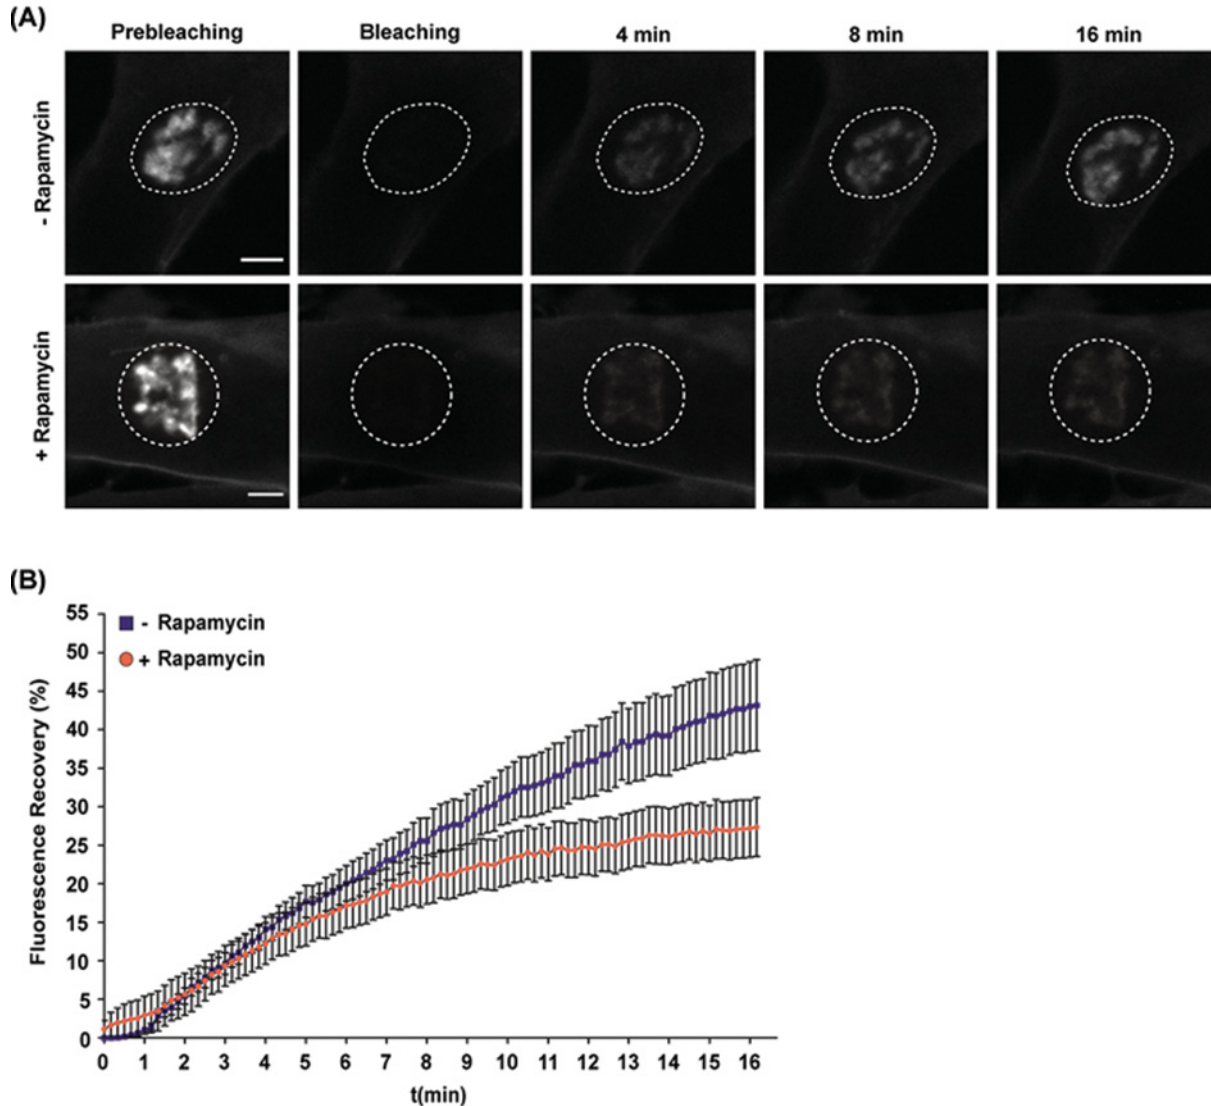 (A)
Prebleaching Bleaching 4 min 8 min 16 min
- Rapamycin
+ Rapamycin
(B)
55
50
45
40
35
30
25
20
15
10
5
0
- Rapamycin
+ Rapamycin
Fluorescence Recovery (%)
0 1 2 3 4 5 6 7 8 9 10 11 12 13 14 15 16
t(min)